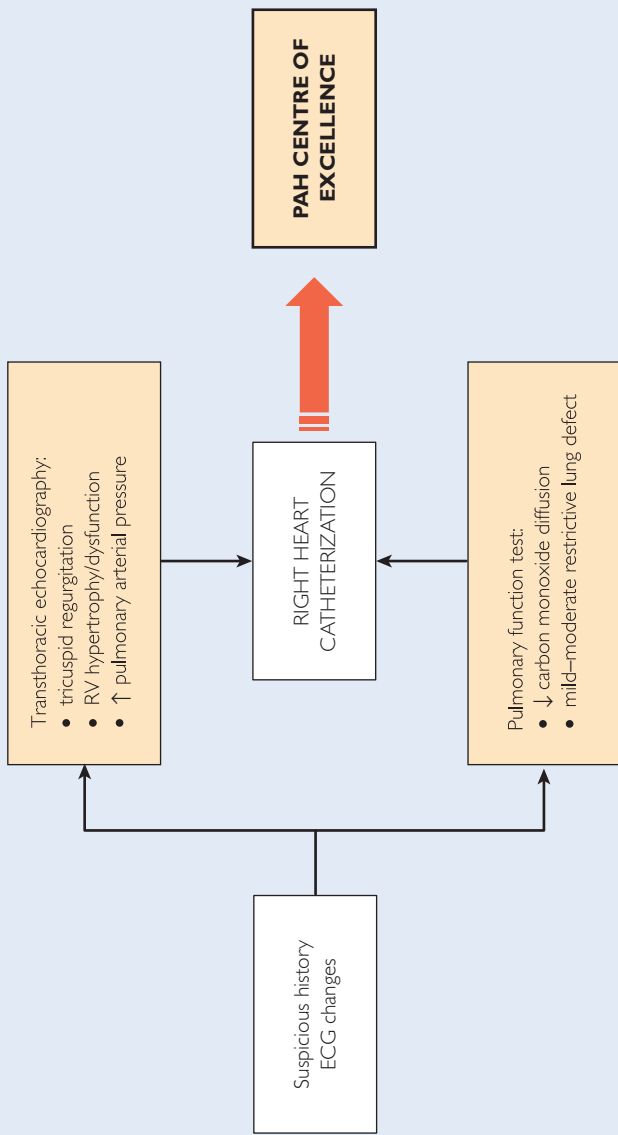 Suspicious history
ECG changes
Transthoracic echocardiography:
• tricuspid regurgitation
• RV hypertrophy/dysfunction
• ↑ pulmonary arterial pressure
Pulmonary function test:
• ↓ carbon monoxide diffusion
• mild–moderate restrictive lung defect
RIGHT HEART
CATHETERIZATION
PAH CENTRE OF
EXCELLENCE